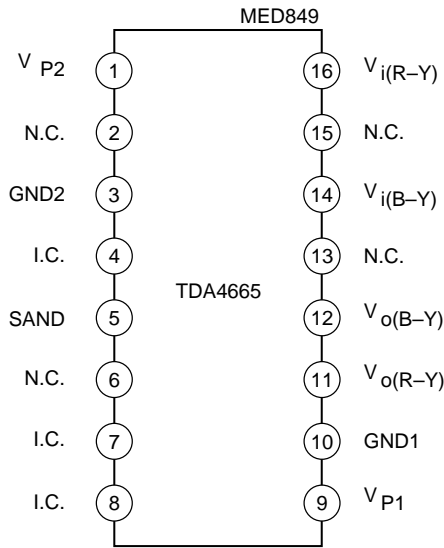 MED849
V P2 1 16 V i(R–Y)
N.C. 2 15 N.C.
GND2 3 14 V i(B–Y)
I.C. 4 13 N.C.
TDA4665
SAND 5 12 V o(B–Y)
N.C. 6 11 V o(R–Y)
I.C. 7 10 GND1
I.C. 8 9 V P1